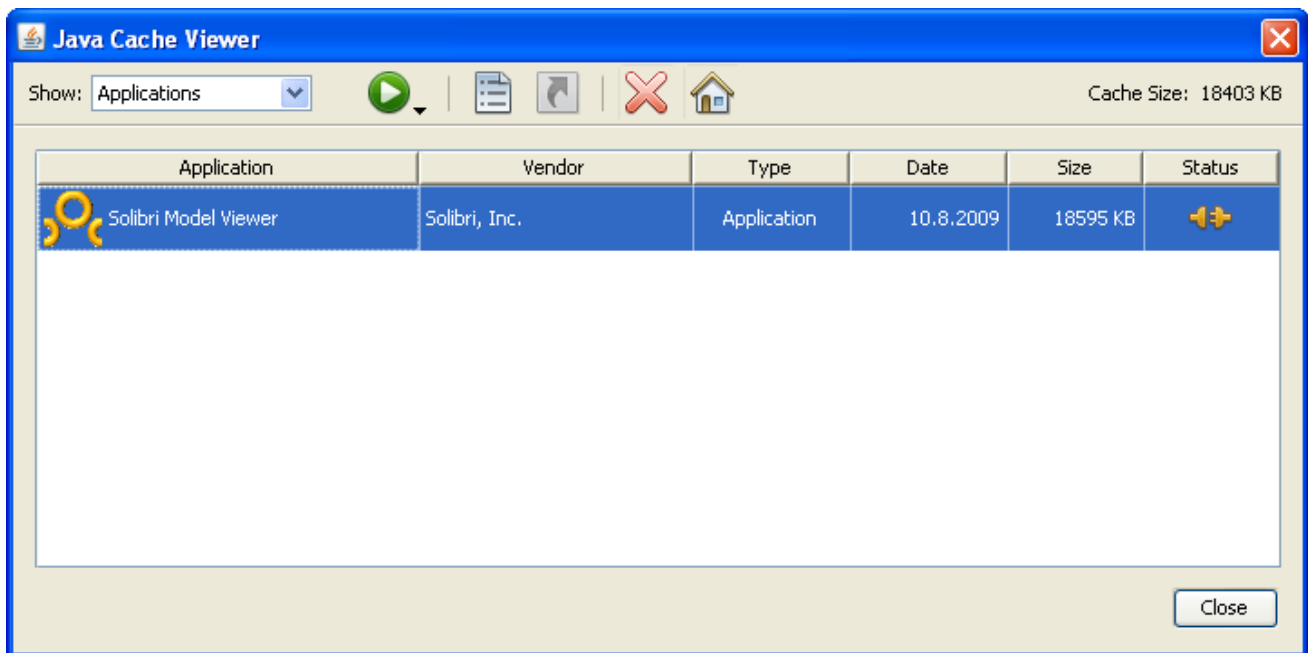 Java Cache Viewer
Show: Applications Cache Size: 18403 KB
Application Vendor Type Date Size Status
Solibri Model Viewer Solibri, Inc. Application 10.8.2009 18595 KB
Close